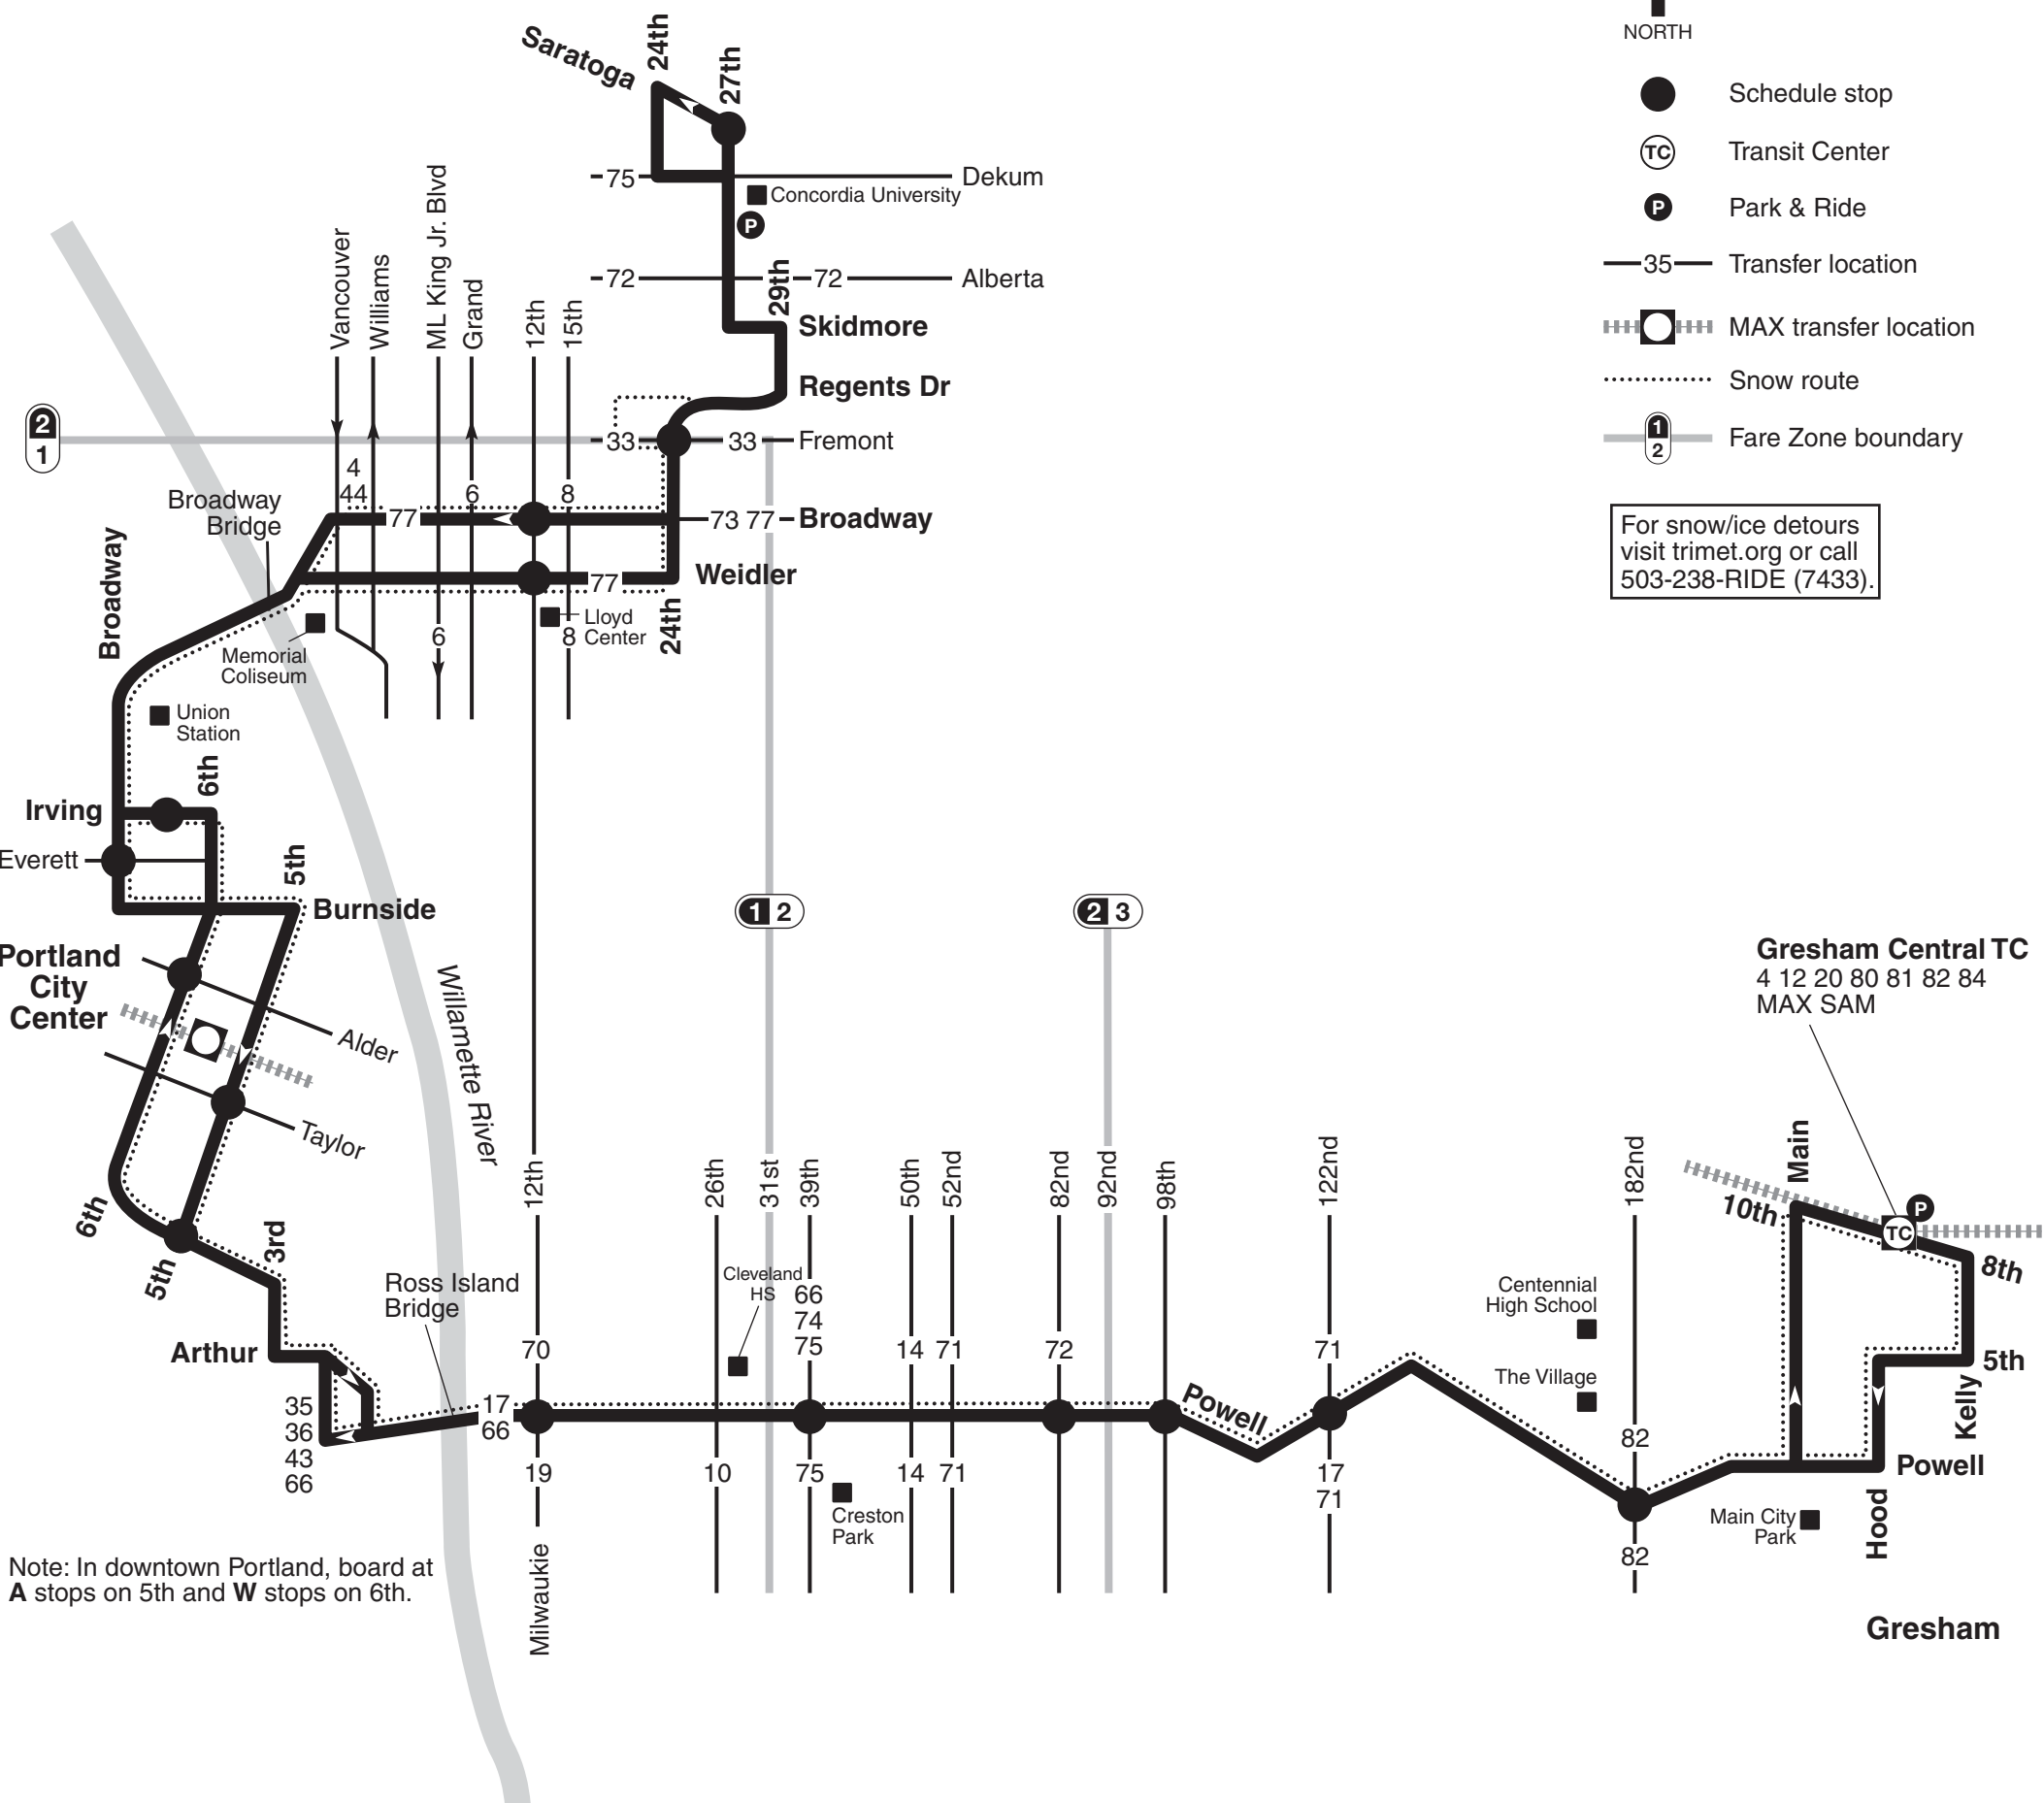 NORTH
Schedule stop
TC
Transit Center
P
Park & Ride
35
Transfer location
MAX transfer location
Snow route
1
2
Fare Zone boundary
For snow/ice detours
visit trimet.org or call
503-238-RIDE (7433).
Saratoga
24th
27th
75
Dekum
Concordia University
P
72
72
Alberta
29th
Skidmore
Regents Dr
Vancouver
Williams
ML King Jr. Blvd
Grand
12th
15th
2
1
33
33
Fremont
4
44
6
8
Broadway
Bridge
77
73 77
Broadway
Broadway
77
Weidler
24th
Memorial
Coliseum
6
8
Lloyd
Center
Union
Station
6th
Irving
Everett
5th
Burnside
Portland
City
Center
Alder
Taylor
Willamette River
1 2
2 3
6th
5th
3rd
Arthur
Ross Island
Bridge
35
36
43
66
17
66
12th
70
19
Milwaukie
26th
10
Cleveland
HS
31st
39th
66
74
75
75
Creston
Park
50th
14
14
52nd
71
71
82nd
72
92nd
98th
Powell
122nd
71
17
71
Centennial
High School
The Village
182nd
82
82
Gresham Central TC
4 12 20 80 81 82 84
MAX SAM
Main
10th
TC
P
8th
5th
Kelly
Powell
Hood
Main City
Park
Gresham
Note: In downtown Portland, board at
A stops on 5th and W stops on 6th.